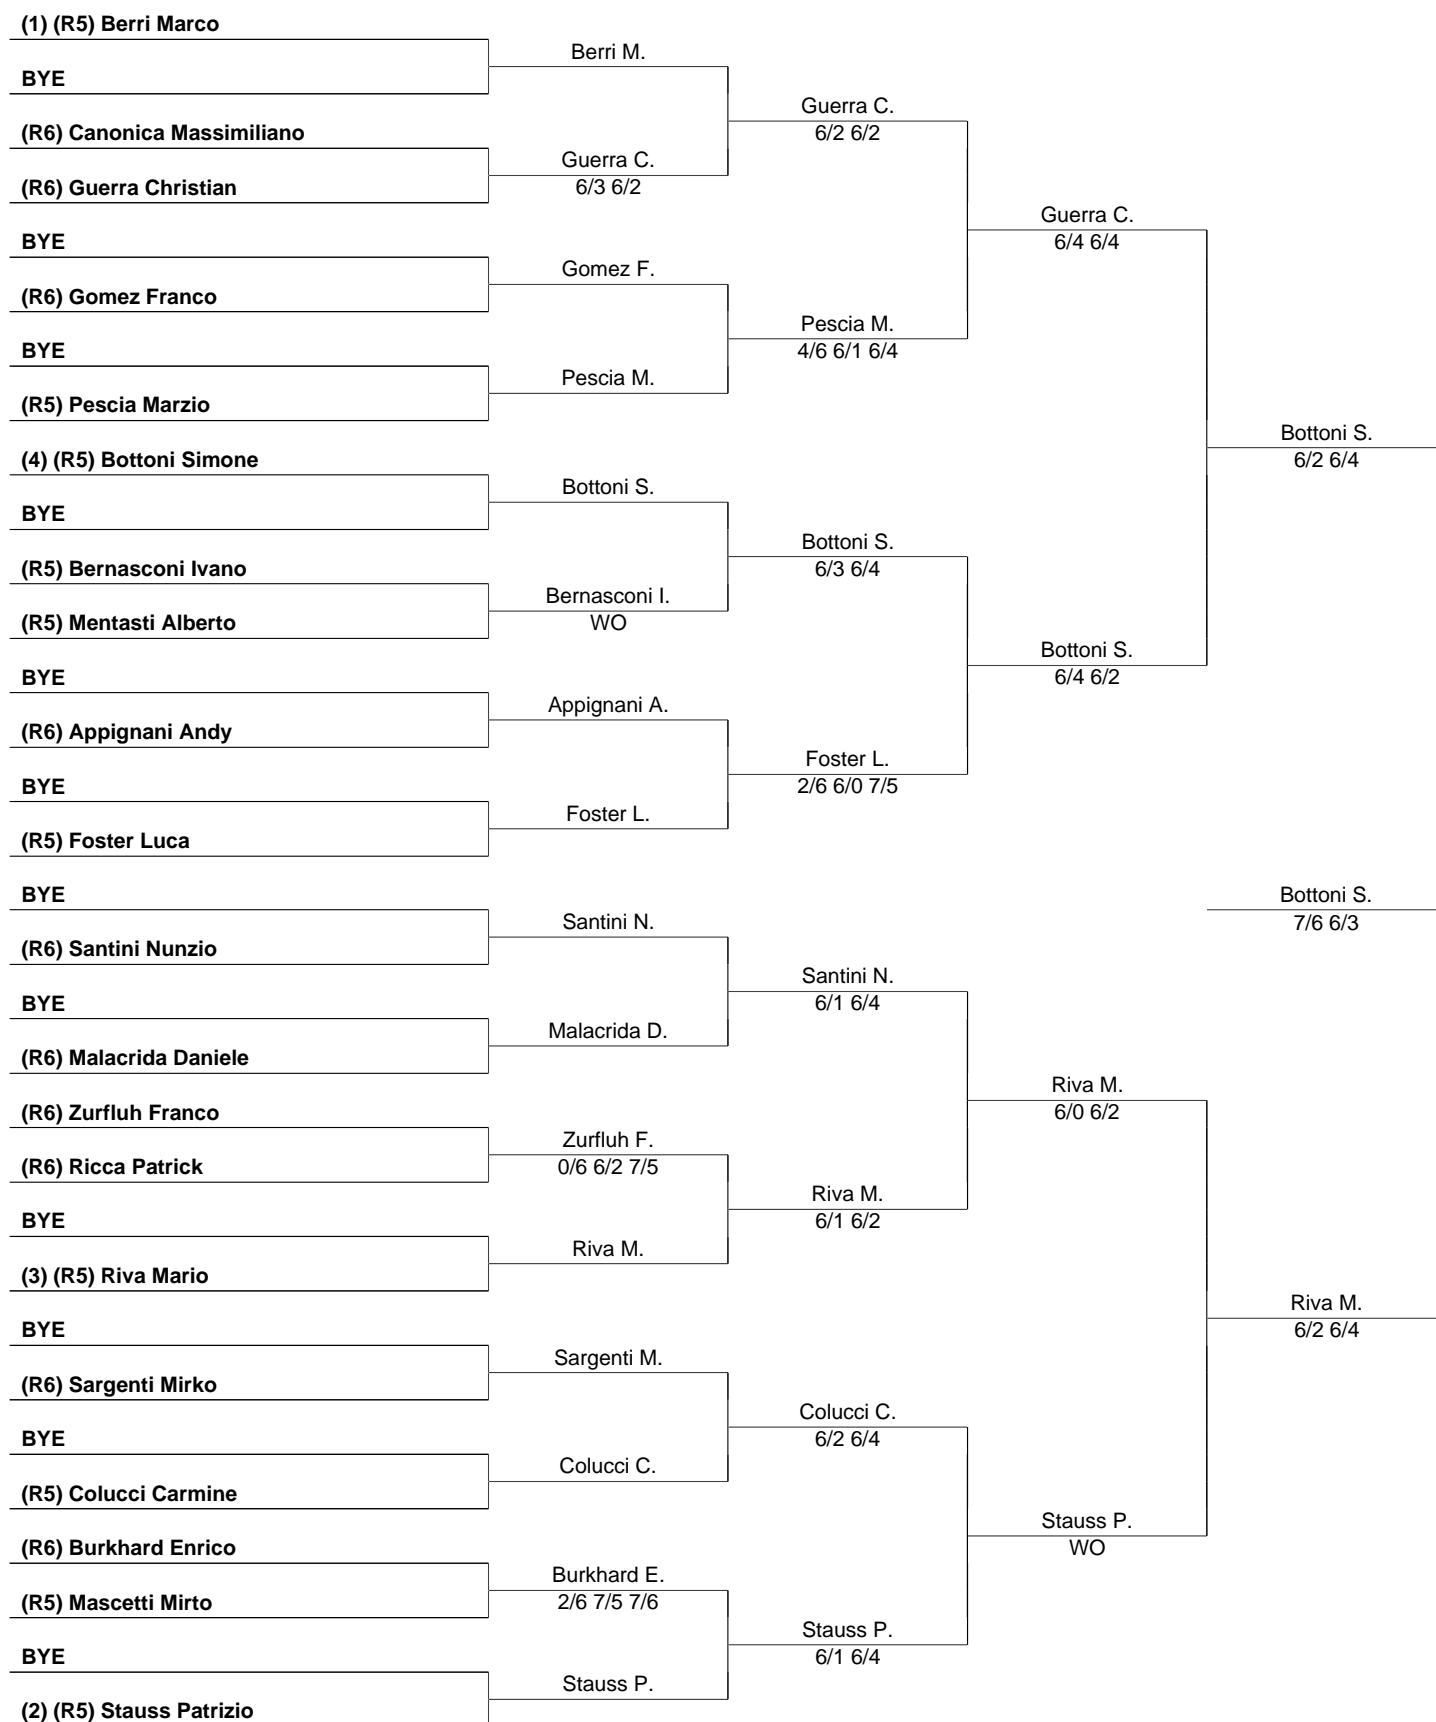 (1) (R5) Berri Marco
Berri M.
BYE
Guerra C.
6/2 6/2
(R6) Canonica Massimiliano
Guerra C.
6/3 6/2
(R6) Guerra Christian
Guerra C.
6/4 6/4
BYE
Gomez F.
(R6) Gomez Franco
Pescia M.
4/6 6/1 6/4
BYE
Pescia M.
(R5) Pescia Marzio
Bottoni S.
6/2 6/4
(4) (R5) Bottoni Simone
Bottoni S.
BYE
Bottoni S.
6/3 6/4
(R5) Bernasconi Ivano
Bernasconi I.
WO
(R5) Mentasti Alberto
Bottoni S.
6/4 6/2
BYE
Appignani A.
(R6) Appignani Andy
Foster L.
2/6 6/0 7/5
BYE
Foster L.
(R5) Foster Luca
BYE
Bottoni S.
7/6 6/3
Santini N.
(R6) Santini Nunzio
Santini N.
6/1 6/4
BYE
Malacrida D.
(R6) Malacrida Daniele
Riva M.
6/0 6/2
(R6) Zurfluh Franco
Zurfluh F.
0/6 6/2 7/5
(R6) Ricca Patrick
Riva M.
6/1 6/2
BYE
Riva M.
(3) (R5) Riva Mario
Riva M.
6/2 6/4
BYE
Sargenti M.
(R6) Sargenti Mirko
Colucci C.
6/2 6/4
BYE
Colucci C.
(R5) Colucci Carmine
Stauss P.
WO
(R6) Burkhard Enrico
Burkhard E.
2/6 7/5 7/6
(R5) Mascetti Mirto
Stauss P.
6/1 6/4
BYE
Stauss P.
(2) (R5) Stauss Patrizio